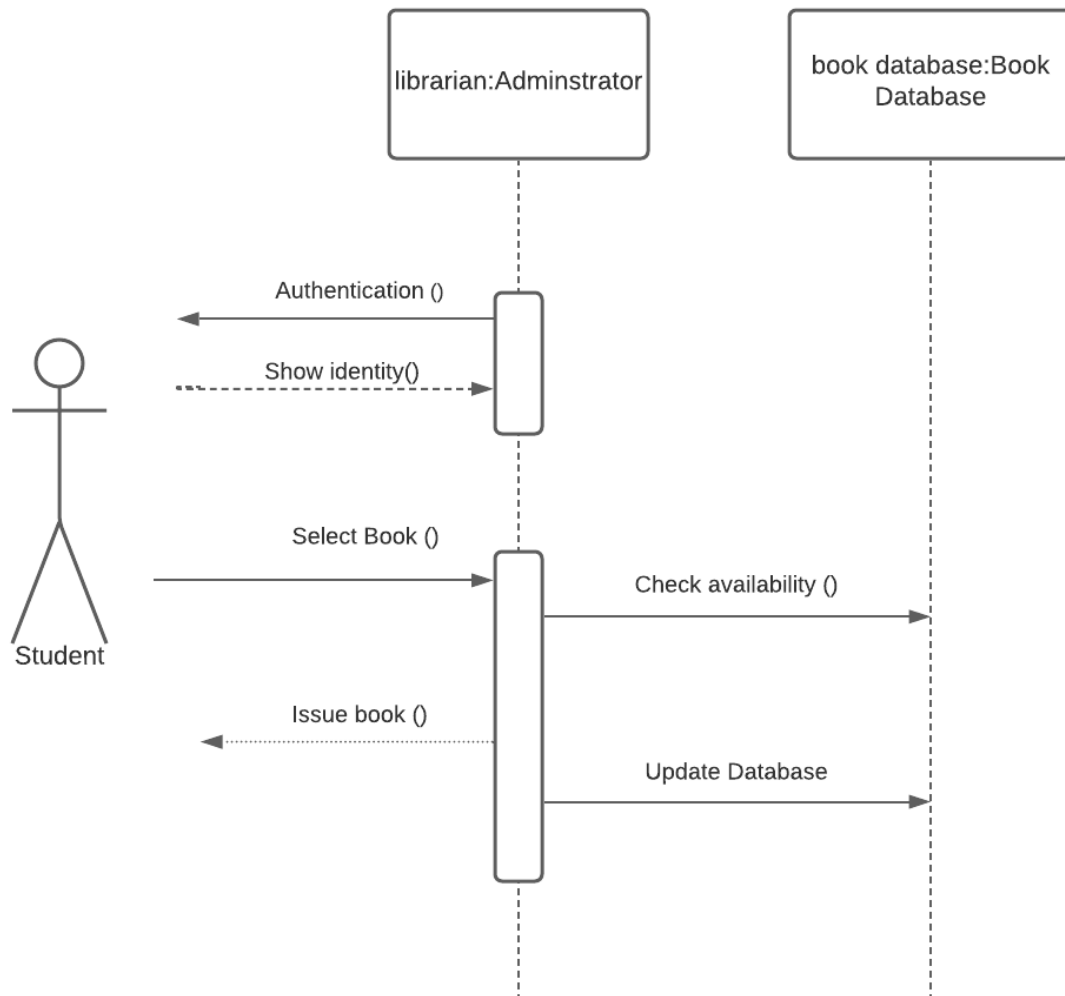 librarian:Adminstrator
book database:Book
Database
Authentication ()
Show identity()
Select Book ()
Check availability ()
Student
Issue book ()
Update Database